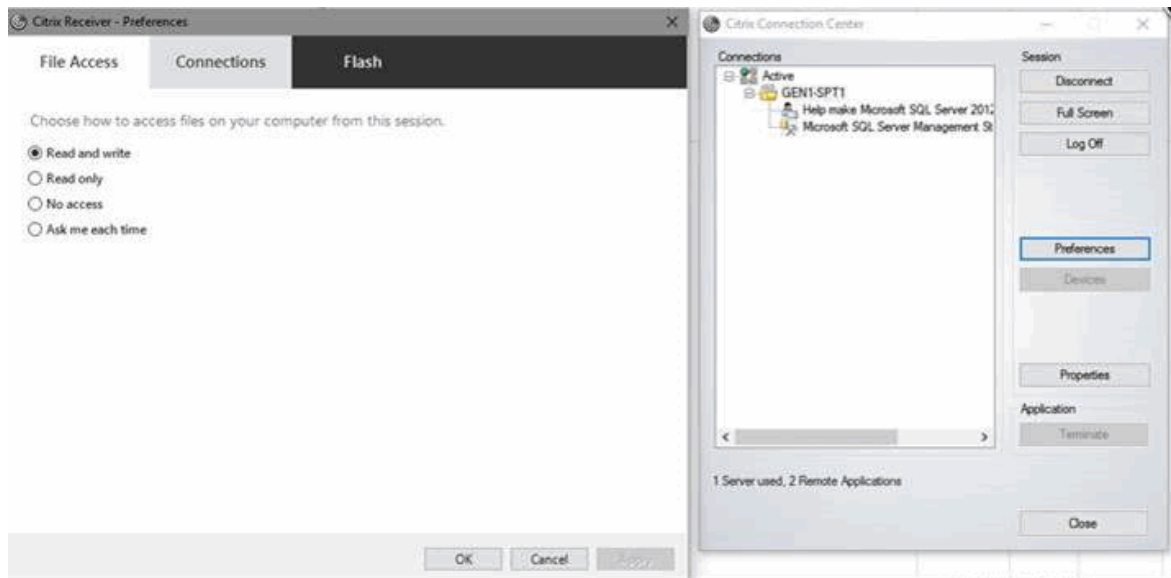 Citrix Receiver - Preferences
File Access
Connections
Flash
Choose how to access files on your computer from this session.
Read and write
Read only
No access
Ask me each time
OK
Cancel
Apply
Citrix Connection Center
Connections
Active
GEN1-SPT1
Help make Microsoft SQL Server 2012
Microsoft SQL Server Management St
1 Server used, 2 Remote Applications
Session
Disconnect
Full Screen
Log Off
Preferences
Devices
Properties
Application
Terminate
Close